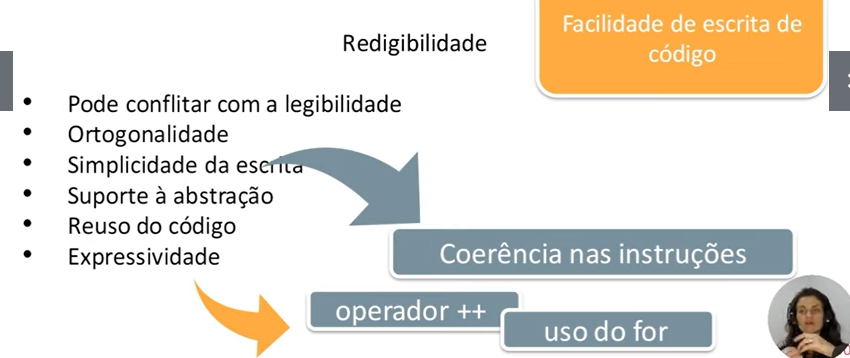 Facilidade de escrita de
código
Redigibilidade
• Pode conflitar com a legibilidade
• Ortogonalidade
• Simplicidade da escrita
• Suporte à abstração
• Reuso do código
• Expressividade
Coerência nas instruções
operador ++
uso do for